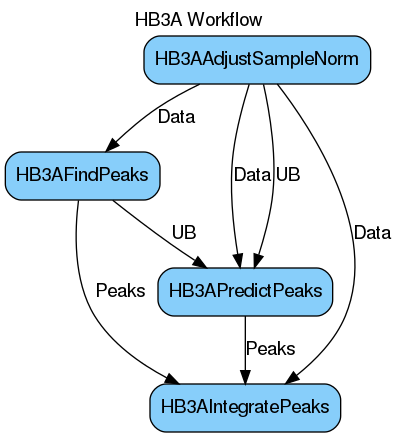 HB3A Workflow
HB3AAdjustSampleNorm
Data
HB3AFindPeaks
Data
UB
Data
UB
HB3APredictPeaks
Peaks
Peaks
HB3AIntegratePeaks